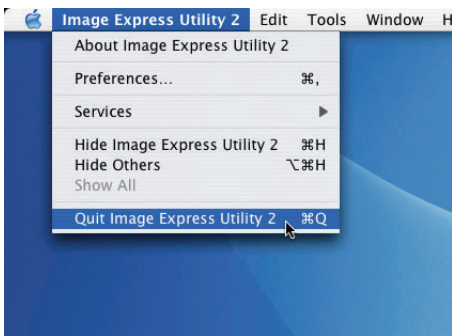 Image Express Utility 2 Edit Tools Window H
About Image Express Utility 2
Preferences... ⌘,
Services ▶
Hide Image Express Utility 2 ⌘H
Hide Others ⌥⌘H
Show All
Quit Image Express Utility 2 ⌘Q